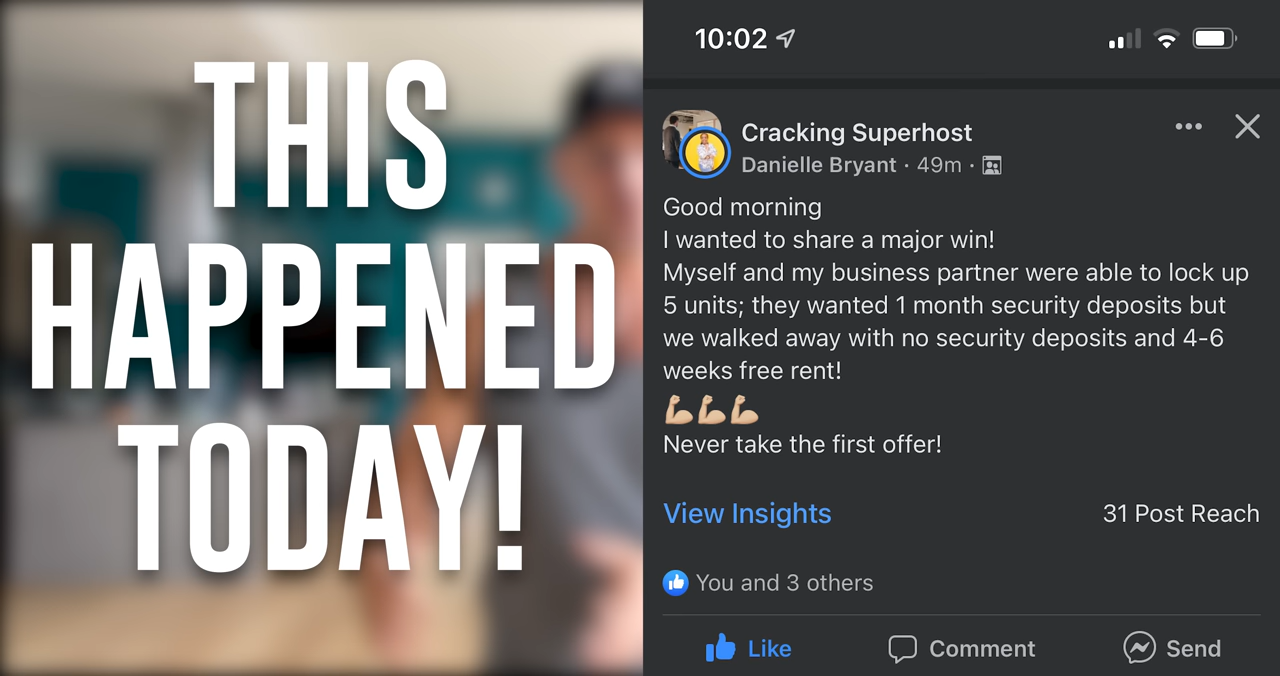 THIS
HAPPENED
TODAY!
10:02
Cracking Superhost
Danielle Bryant · 49m ·
Good morning
I wanted to share a major win!
Myself and my business partner were able to lock up
5 units; they wanted 1 month security deposits but
we walked away with no security deposits and 4-6
weeks free rent!
💪🏼💪🏼💪🏼
Never take the first offer!
View Insights 31 Post Reach
You and 3 others
Like Comment Send